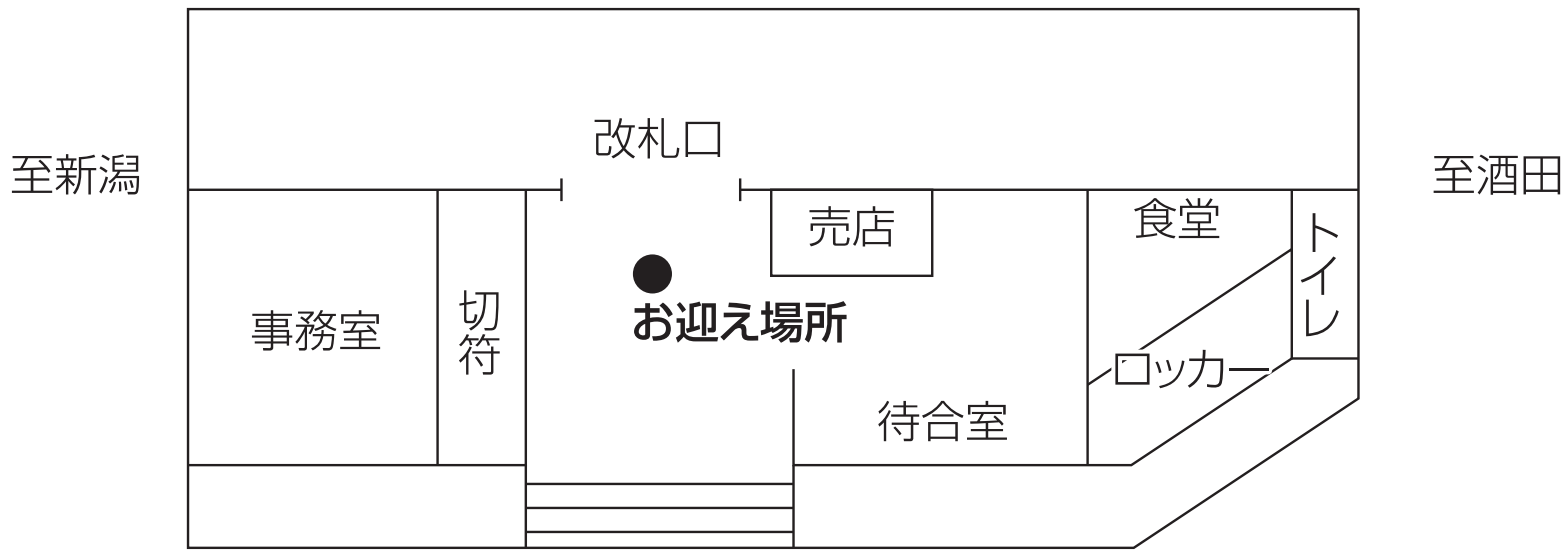 改札口
至新潟
至酒田
売店
食堂
トイレ
事務室
切符
お迎え場所
ロッカー
待合室